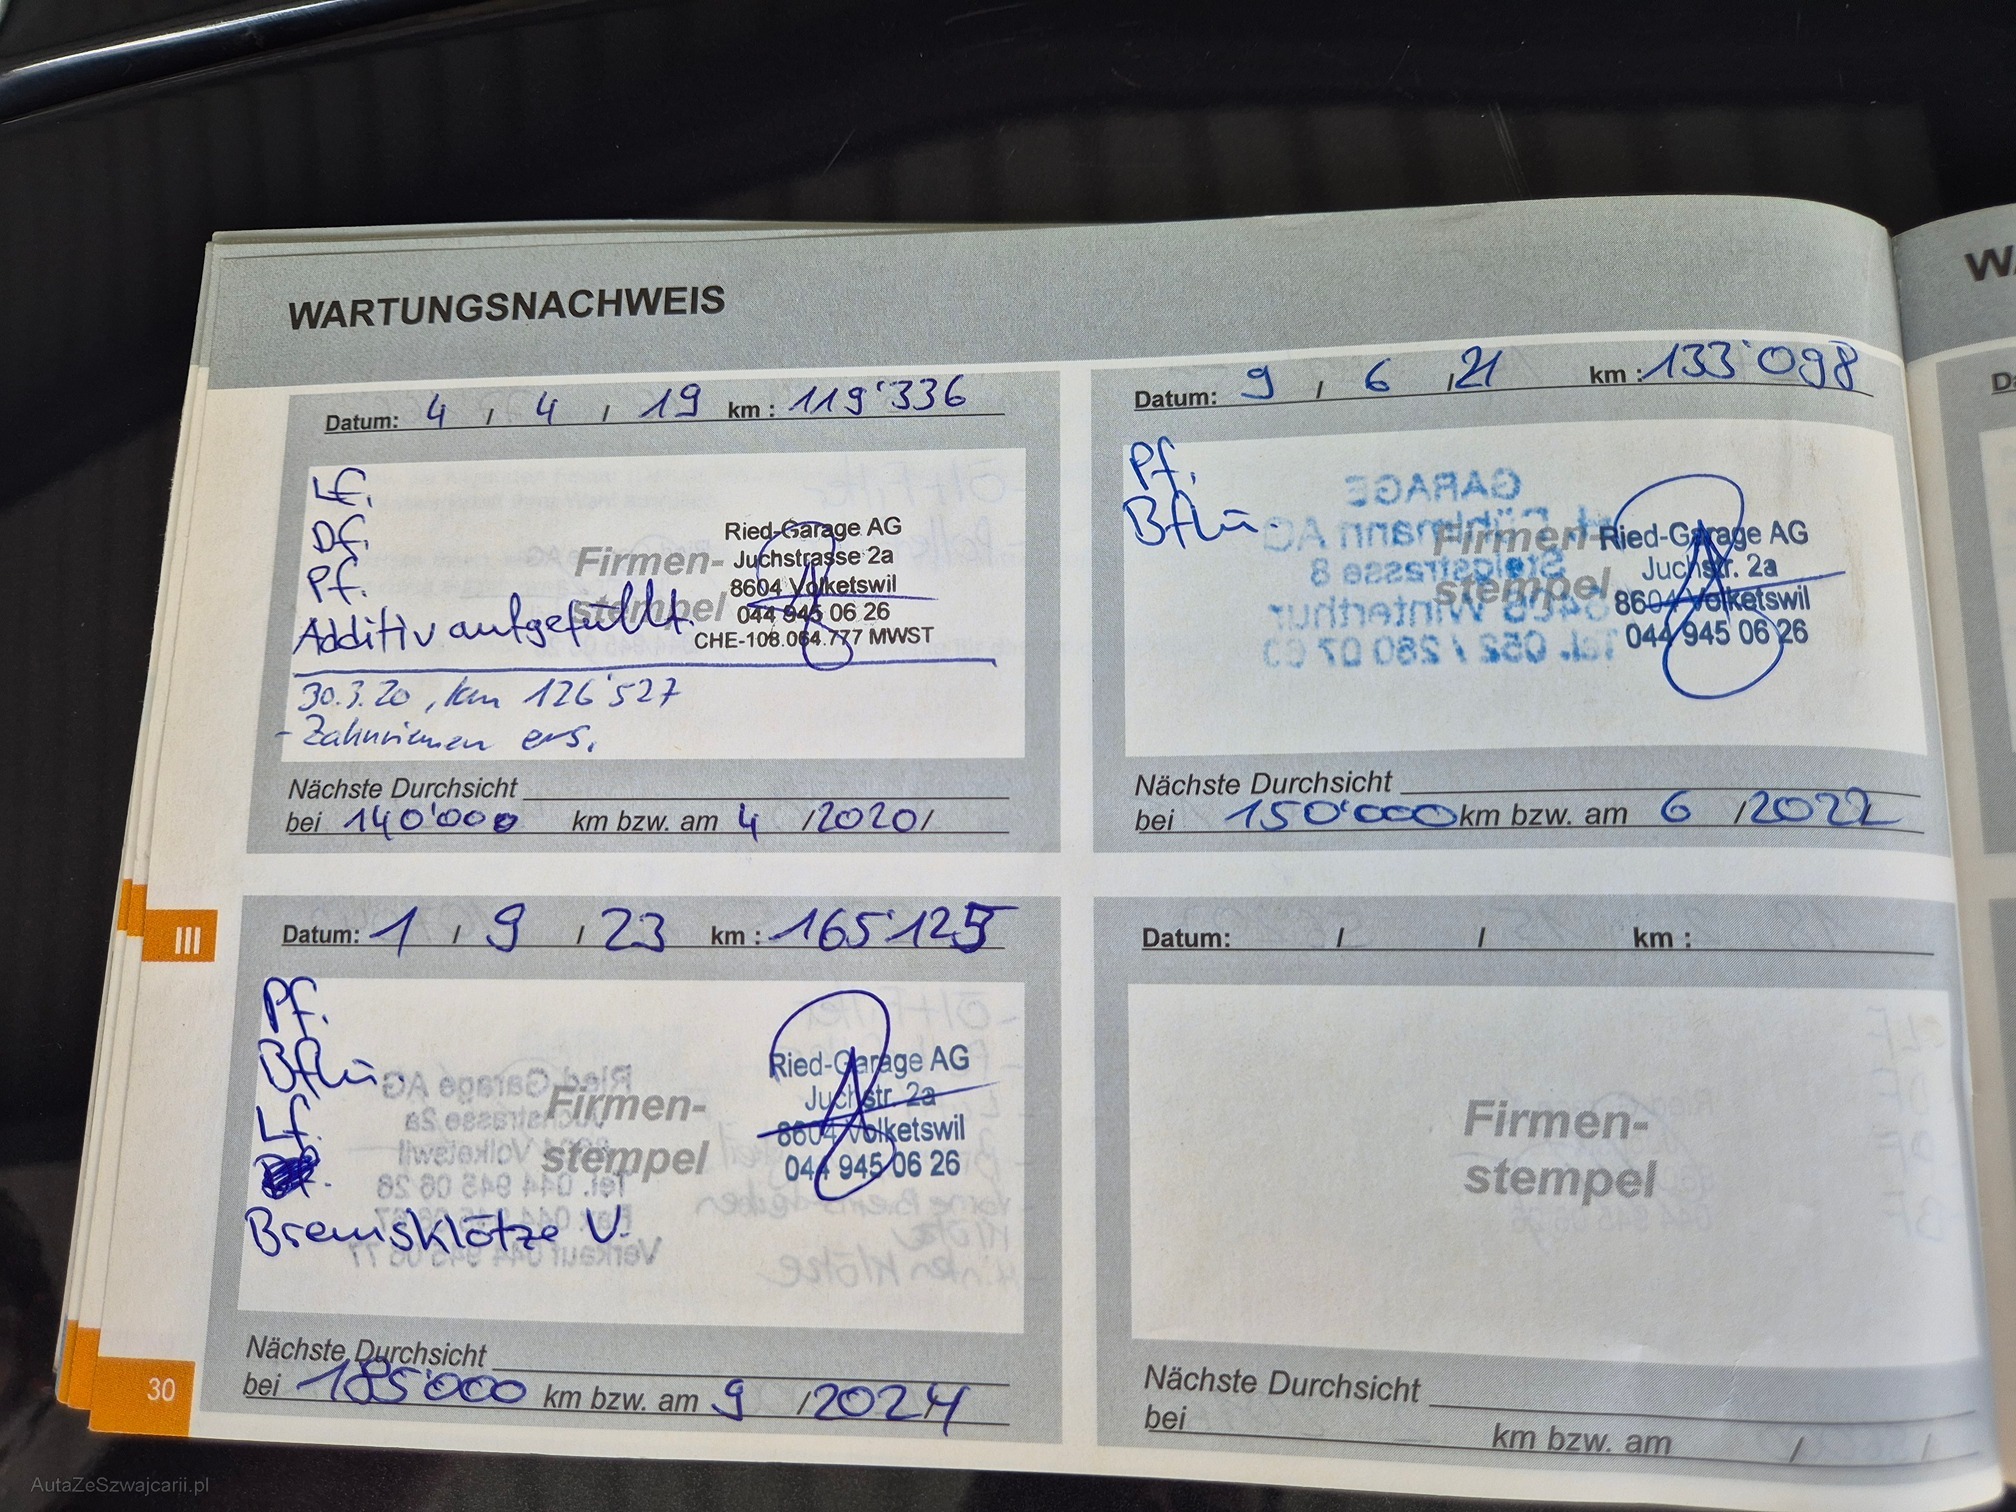 WARTUNGSNACHWEIS
Datum: 4 / 4 / 19 km : 119'336
Lf.
Df.
Pf.
Additiv aufgefüllt.
Firmen-
stempel
Ried-Garage AG
Juchstrasse 2a
8604 Volketswil
044 945 06 26
CHE-108.064.777 MWST
30.3.20, km 126'527
- Zahnriemen ers.
Nächste Durchsicht
bei 140'000 km bzw. am 4 /2020/
Datum: 9 / 6 / 21 km : 133'098
Pf.
Bflü.
Firmen-
stempel
Ried-Garage AG
Juchstr. 2a
8604 Volketswil
044 945 06 26
Nächste Durchsicht
bei 150'000 km bzw. am 6 /2022
Datum: 1 / 9 / 23 km : 165'125
Pf.
Bflü.
Lf.
Bremsklötze V.
Firmen-
stempel
Ried-Garage AG
Juchstr. 2a
8604 Volketswil
044 945 06 26
Nächste Durchsicht
bei 185'000 km bzw. am 9 /2024
Datum: / / km :
Firmen-
stempel
Nächste Durchsicht
bei km bzw. am / /
III
30
AutaZeSzwajcarii.pl